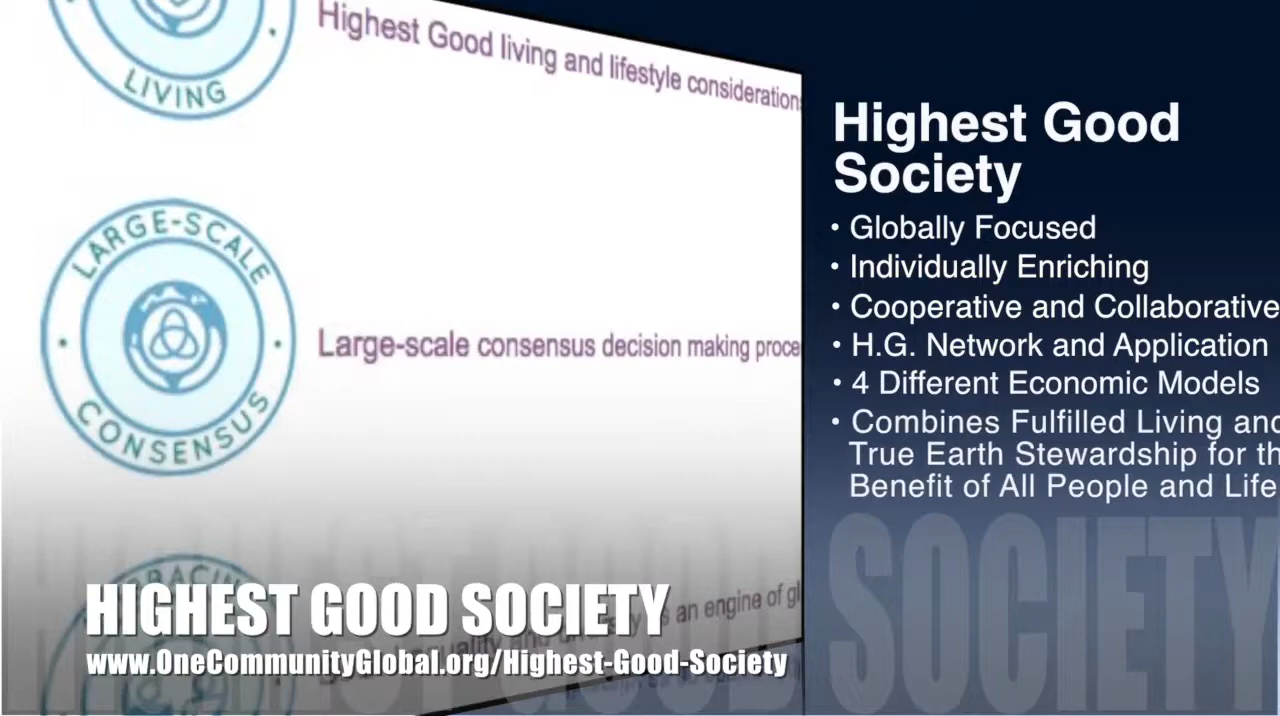 LIVING
Highest Good living and lifestyle considerations
LARGE-SCALE
CONSENSUS
Large-scale consensus decision making proce
as an engine of gl
HIGHEST GOOD SOCIETY
www.OneCommunityGlobal.org/Highest-Good-Society
Highest Good
Society
• Globally Focused
• Individually Enriching
• Cooperative and Collaborative
• H.G. Network and Application
• 4 Different Economic Models
• Combines Fulfilled Living and
True Earth Stewardship for th
Benefit of All People and Life
SOCIETY